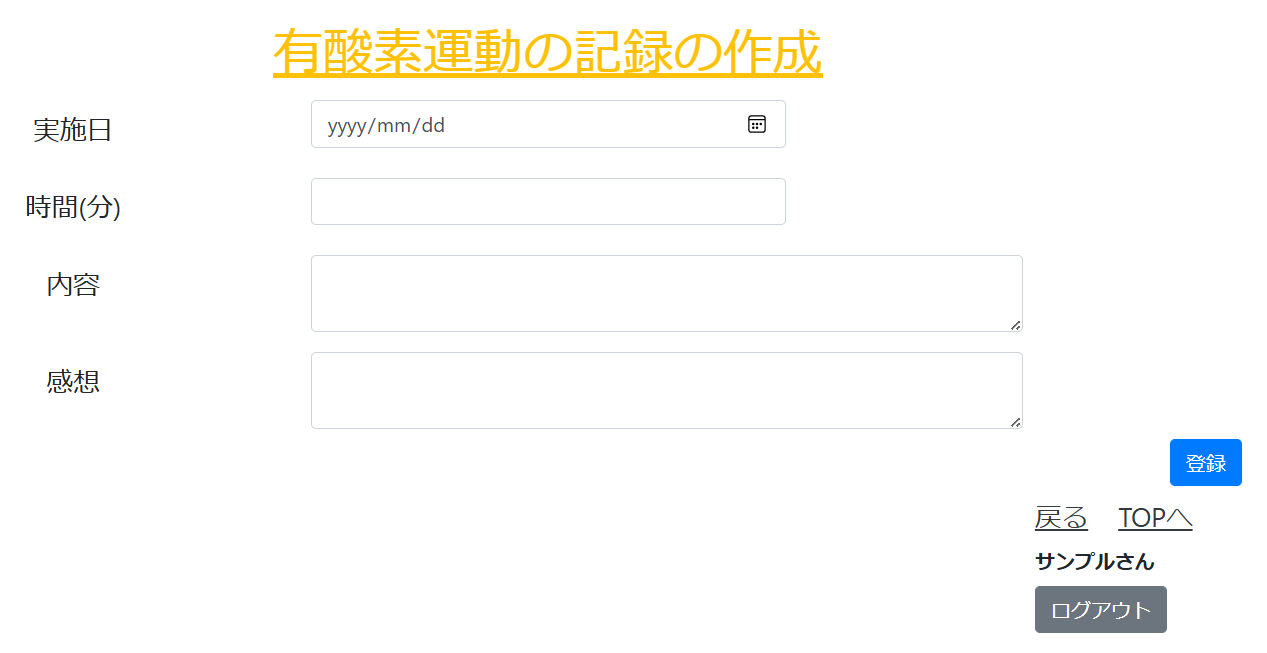 有酸素運動の記録の作成
実施日
yyyy/mm/dd
時間(分)
内容
感想
登録
戻る TOPへ
サンプルさん
ログアウト